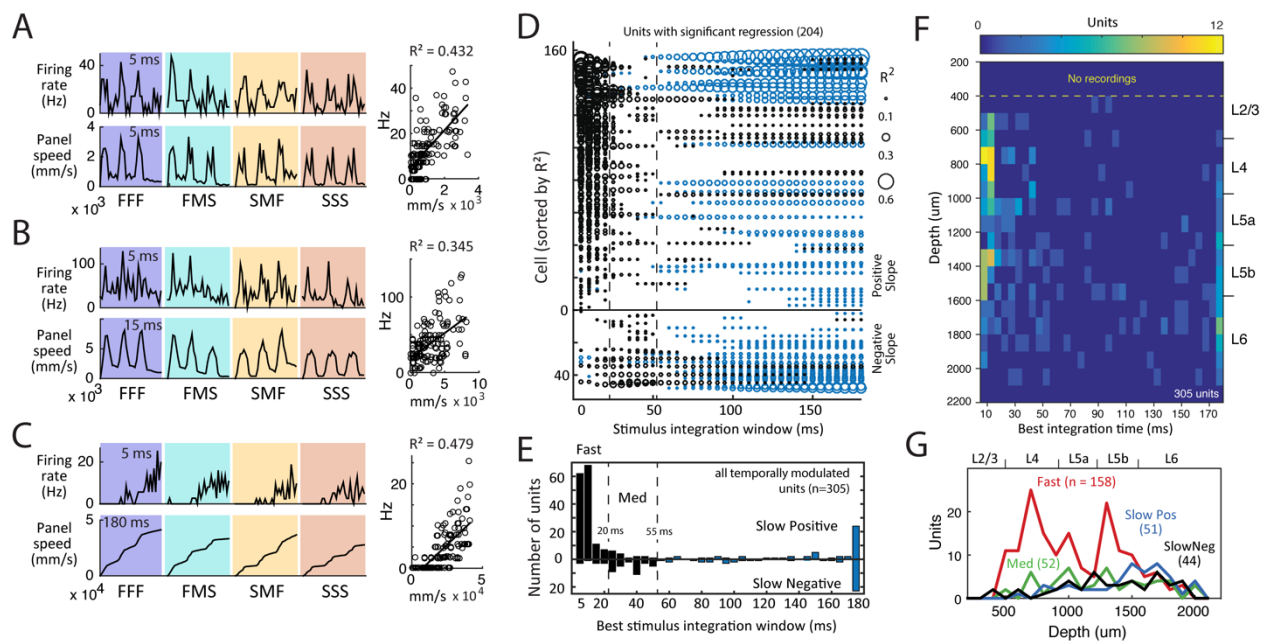 A
Firing
rate
(Hz)
40
0
5 ms
Panel
speed
(mm/s)
4
2
0
5 ms
x 10³
FFF
FMS
SMF
SSS
R² = 0.432
Hz
40
30
20
10
0
0
2
4
mm/s x 10³
B
Firing
rate
(Hz)
100
0
5 ms
Panel
speed
(mm/s)
5
0
15 ms
x 10³
FFF
FMS
SMF
SSS
R² = 0.345
Hz
100
50
0
0
5
10
mm/s x 10³
C
Firing
rate
(Hz)
20
0
5 ms
Panel
speed
(mm/s)
5
0
180 ms
x 10⁴
FFF
FMS
SMF
SSS
R² = 0.479
Hz
20
10
0
0
5
mm/s x 10⁴
D
Units with significant regression (204)
Cell (sorted by R²)
160
0
40
R²
0.1
0.3
0.6
Positive
Slope
Negative
Slope
0
50
100
150
Stimulus integration window (ms)
E
Fast
Med
20 ms
55 ms
all temporally modulated
units (n=305)
Slow Positive
Slow Negative
Number of units
60
40
20
0
20
5
20
40
60
80
100
120
140
160
180
Best stimulus integration window (ms)
F
Units
0
12
No recordings
Depth (um)
200
400
600
800
1000
1200
1400
1600
1800
2000
2200
L2/3
L4
L5a
L5b
L6
305 units
10
30
50
70
90
110
130
150
170
Best integration time (ms)
G
L2/3
L4
L5a
L5b
L6
Fast (n = 158)
Slow Pos
(51)
SlowNeg
(44)
Med (52)
Units
20
10
0
500
1000
1500
2000
Depth (um)